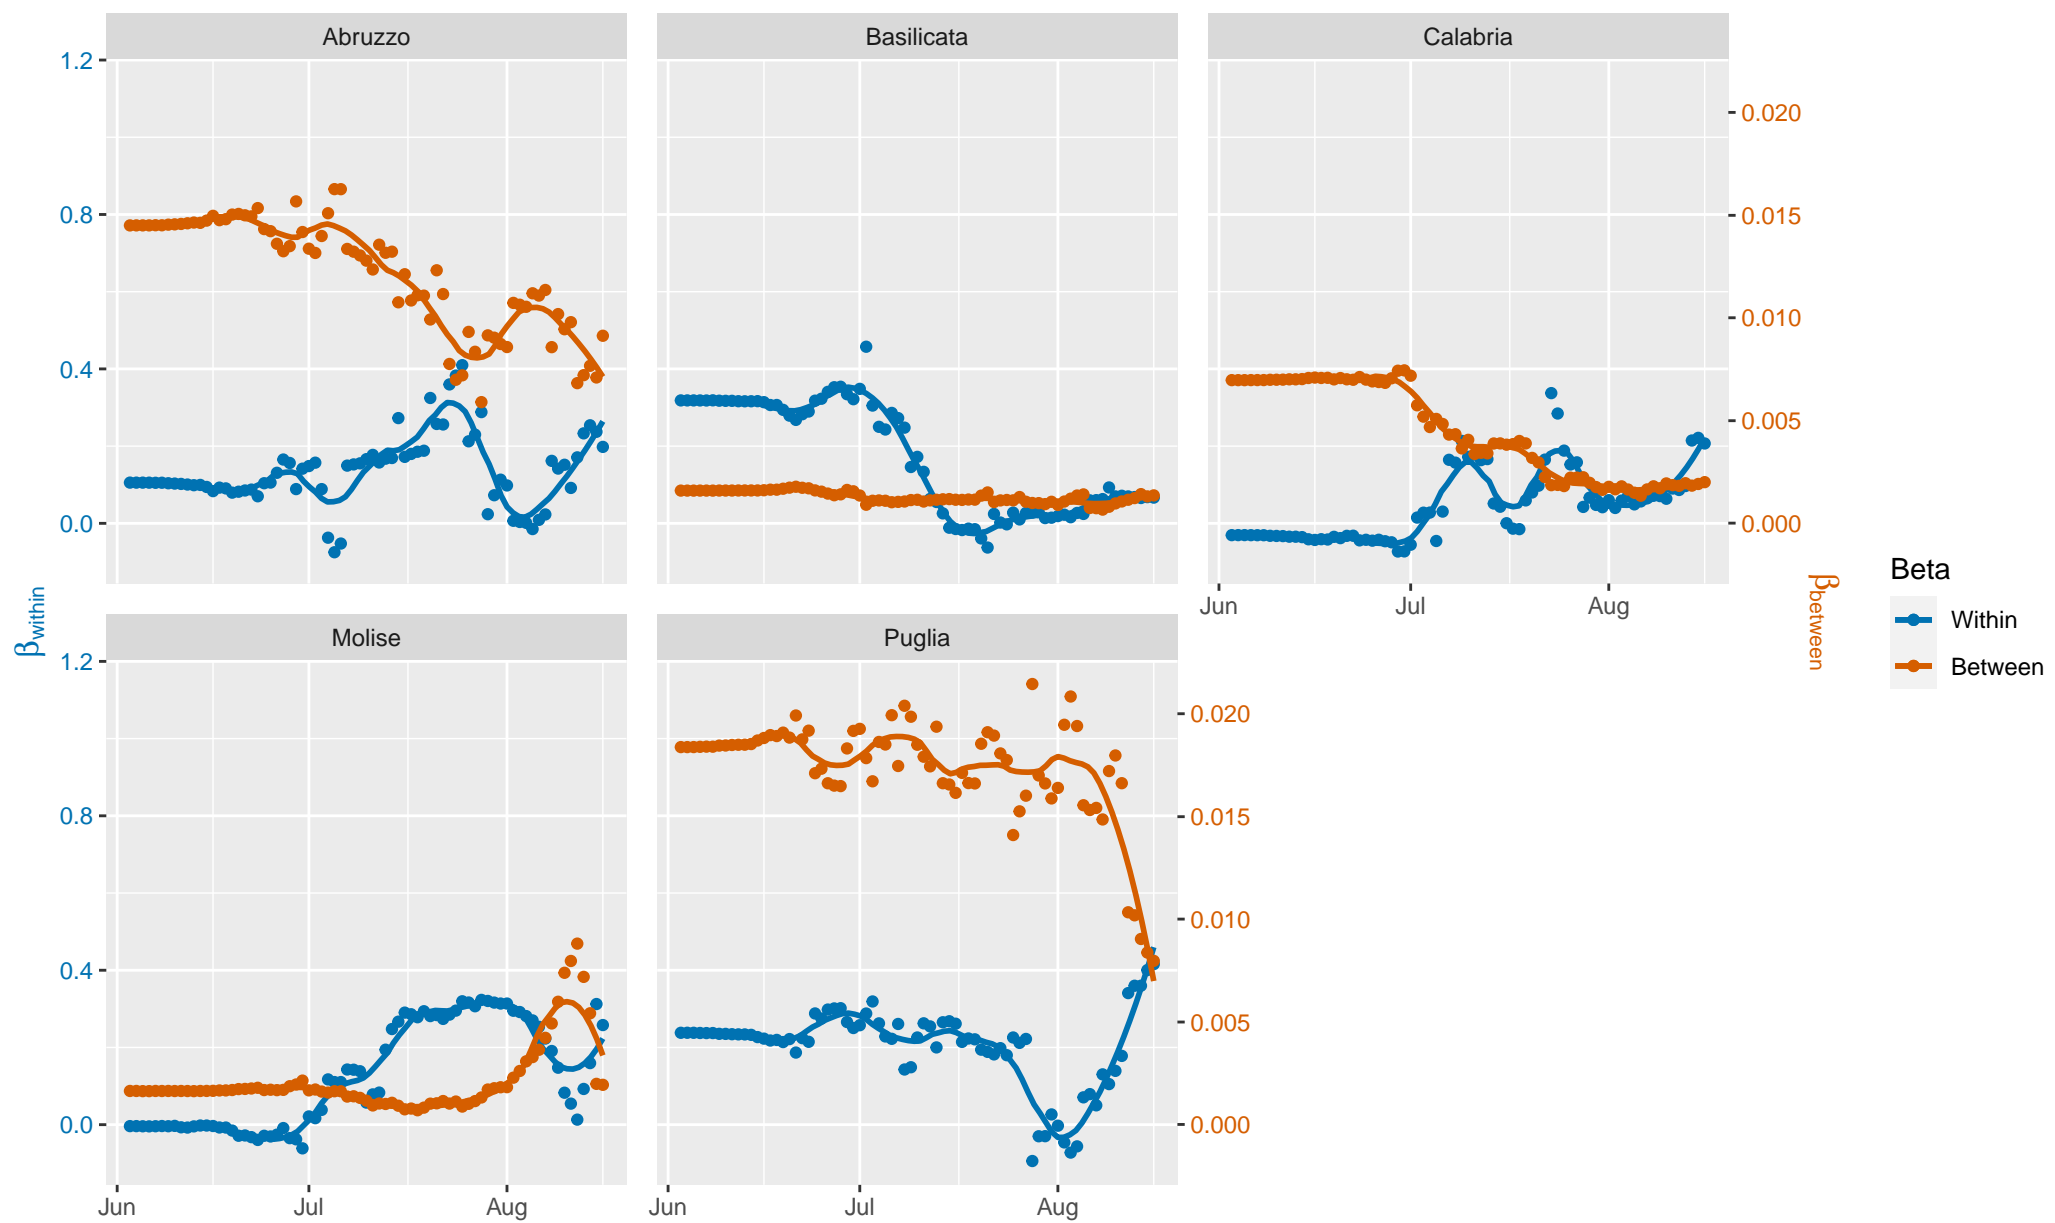 Abruzzo
Basilicata
Calabria
1.2
0.8
0.4
0.0
0.020
0.015
0.010
0.005
0.000
Jun Jul Aug
βwithin
βbetween
Beta
Within
Between
Molise
Puglia
1.2
0.8
0.4
0.0
0.020
0.015
0.010
0.005
0.000
Jun Jul Aug
Jun Jul Aug